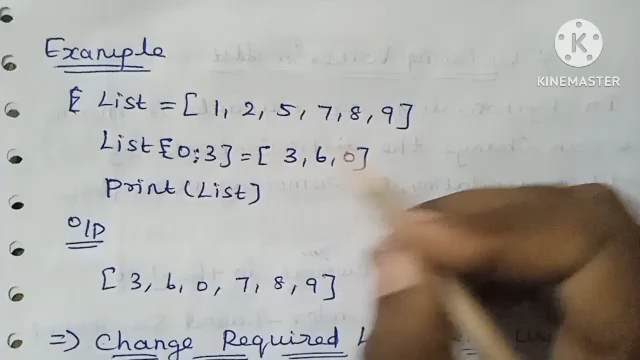 Example
List = [ 1, 2, 5, 7, 8, 9]
List[0:3] = [ 3, 6, 0]
Print(List]
O/P
[ 3, 6, 0, 7, 8, 9]
=> Change Required
KINEMASTER